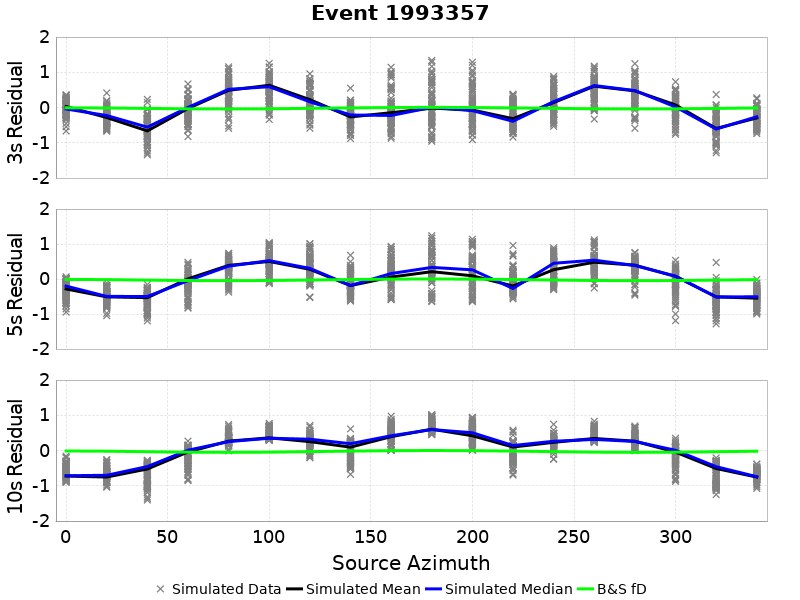 Event 1993357
2
1
0
-1
-2
3s Residual
2
1
0
-1
-2
5s Residual
2
1
0
-1
-2
10s Residual
0 50 100 150 200 250 300
Source Azimuth
Simulated Data Simulated Mean Simulated Median B&S fD